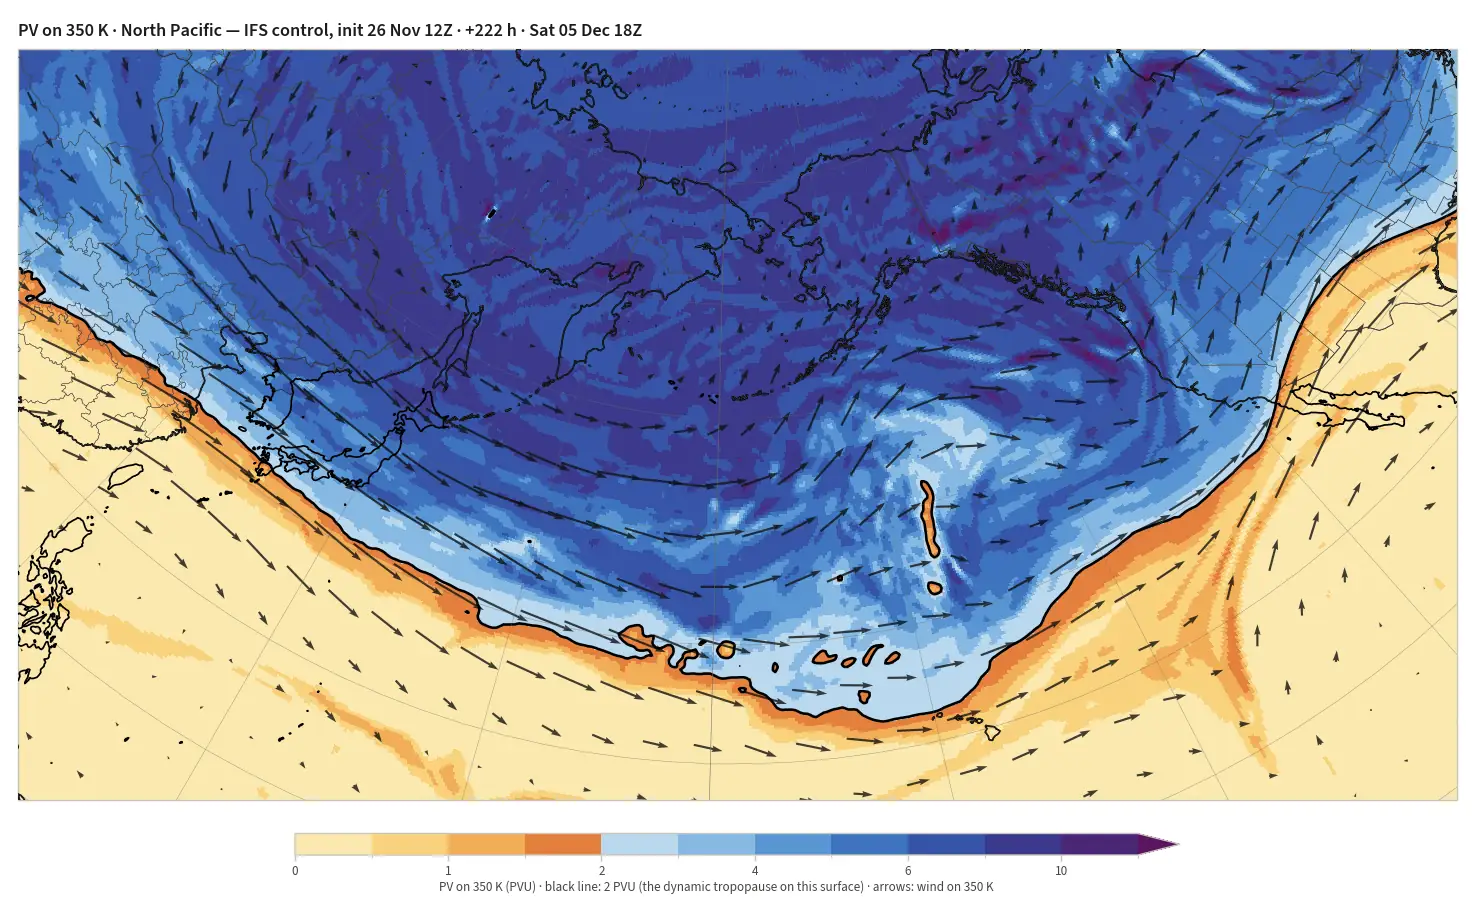 PV on 350 K · North Pacific — IFS control, init 26 Nov 12Z · +222 h · Sat 05 Dec 18Z
0 1 2 4 6 10
PV on 350 K (PVU) · black line: 2 PVU (the dynamic tropopause on this surface) · arrows: wind on 350 K